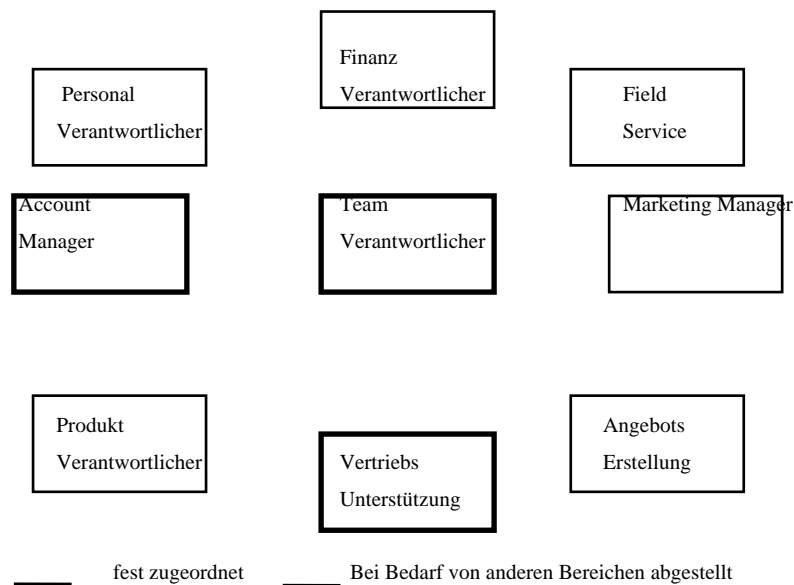 Finanz
Verantwortlicher
Personal
Verantwortlicher
Field
Service
Account
Manager
Team
Verantwortlicher
Marketing Manager
Produkt
Verantwortlicher
Angebots
Erstellung
Vertriebs
Unterstützung
fest zugeordnet
Bei Bedarf von anderen Bereichen abgestellt